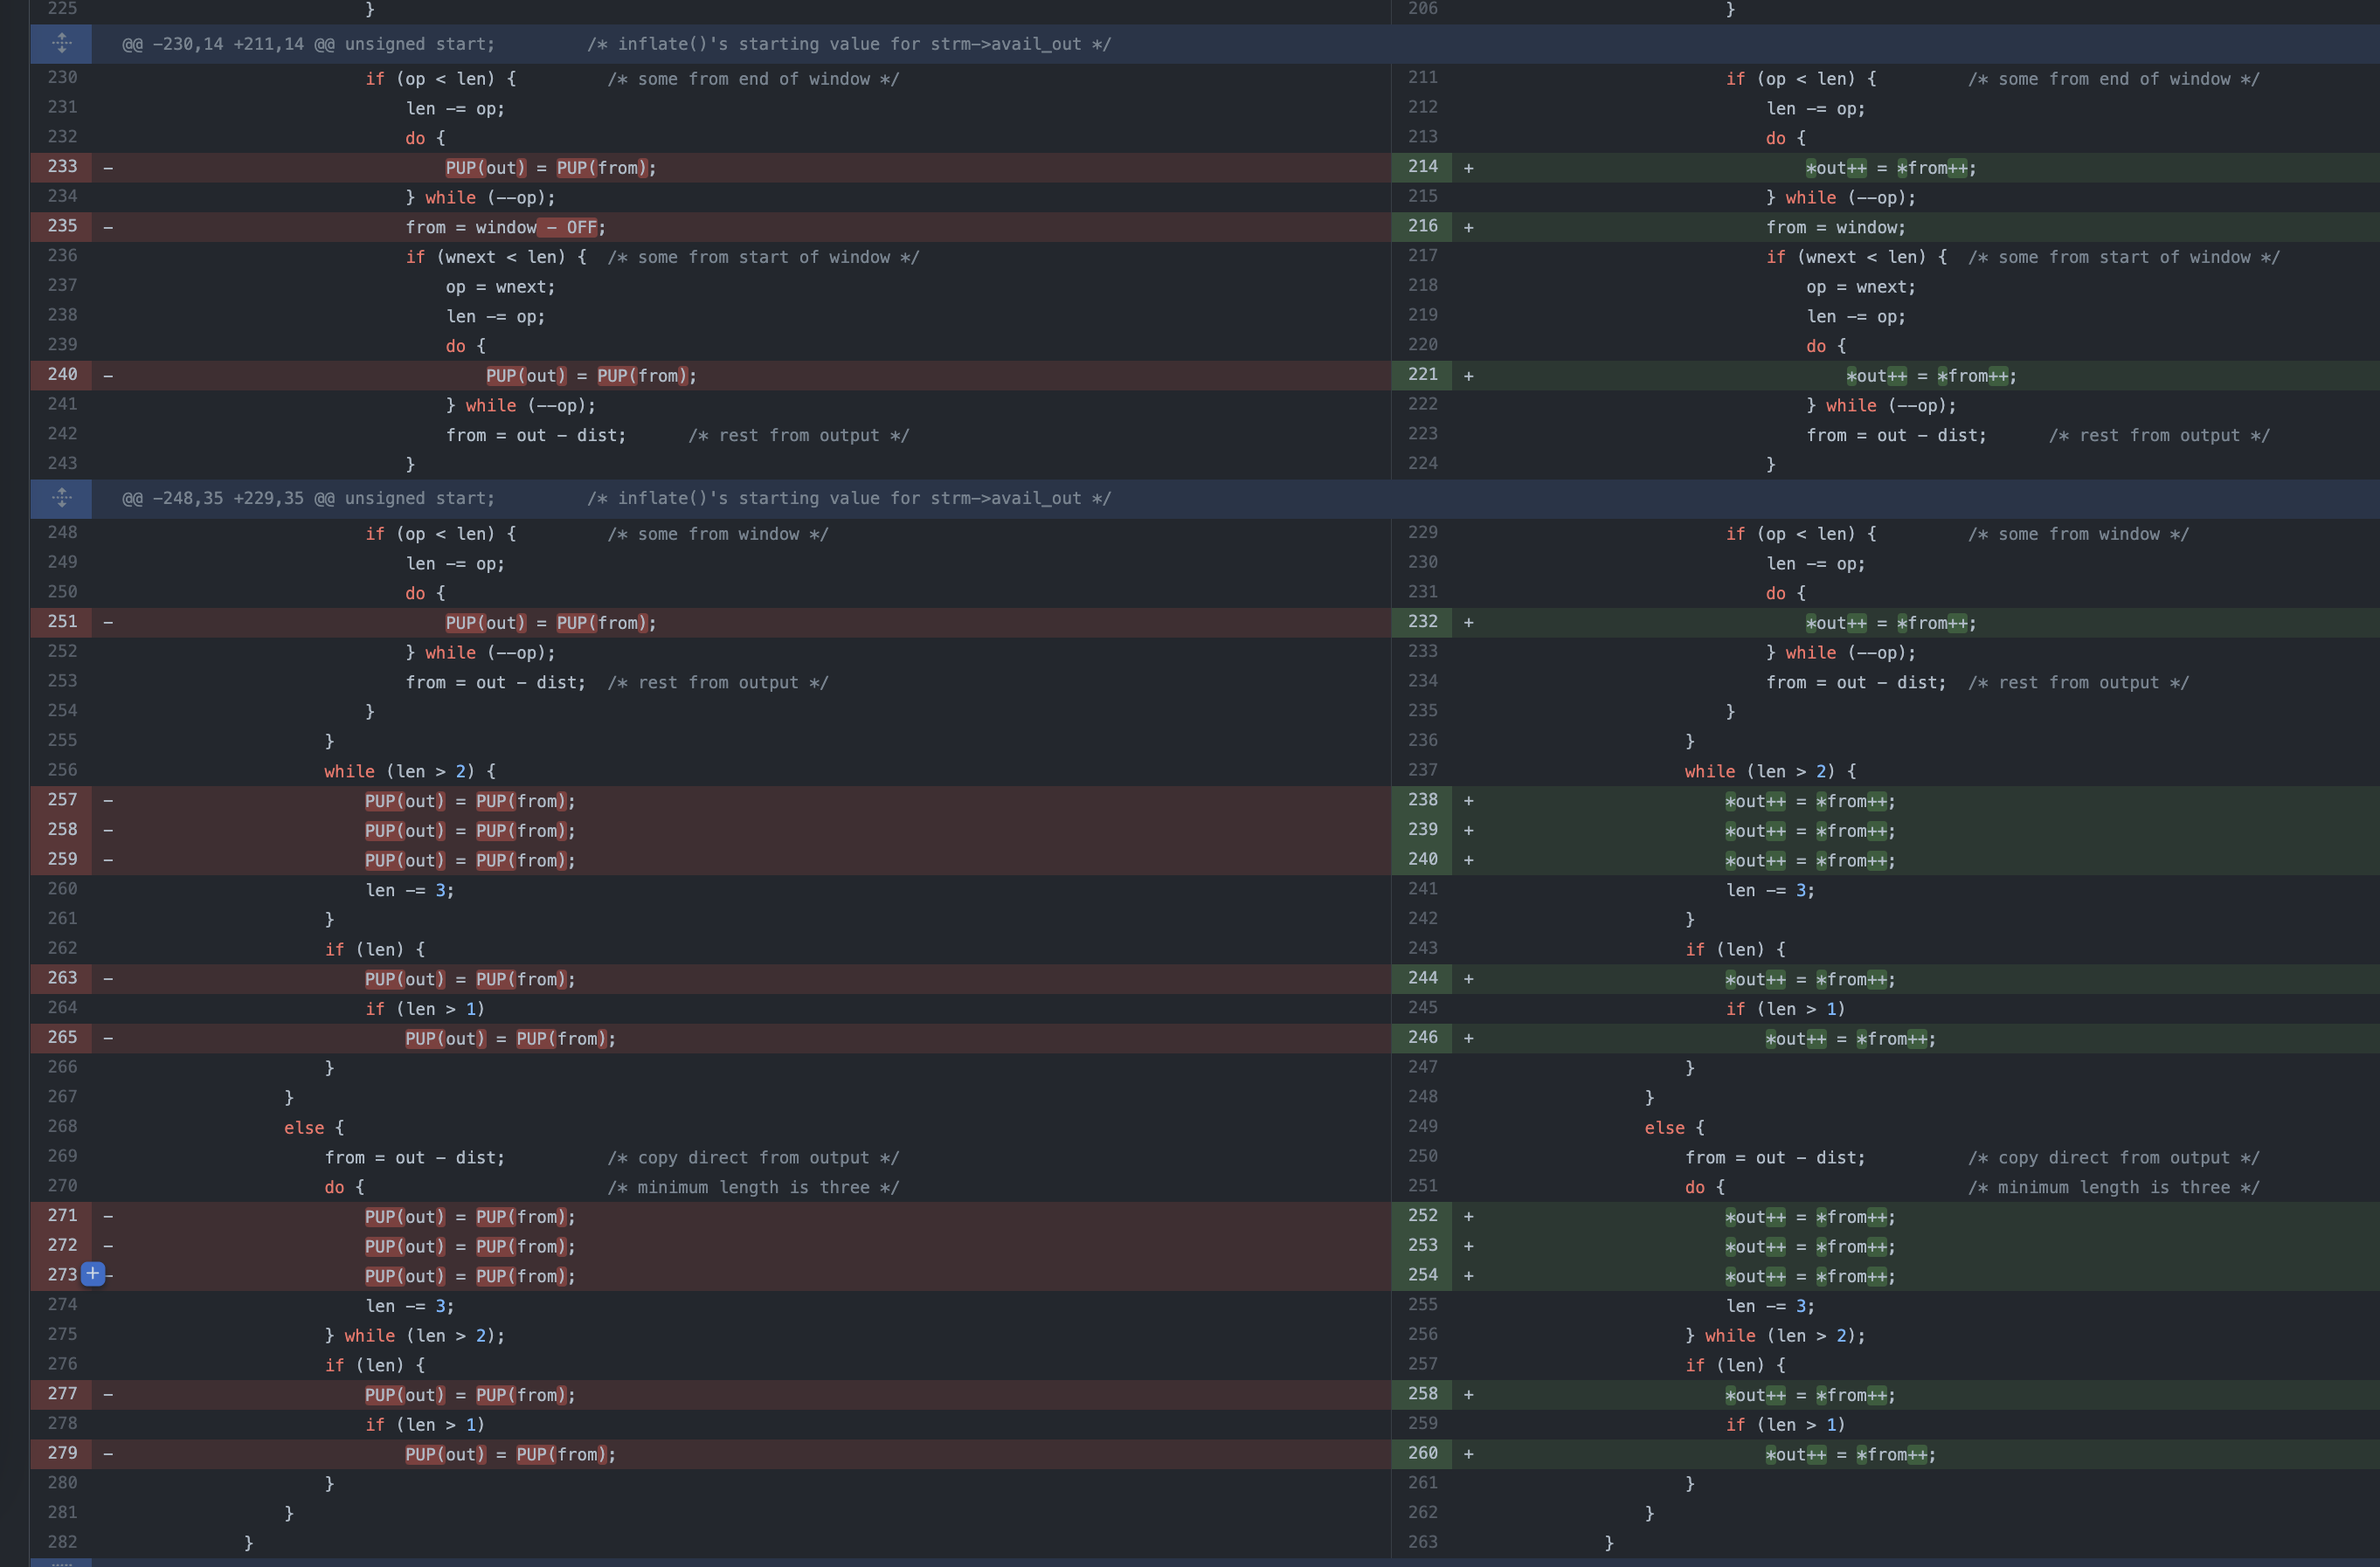 225 }
@@ -230,14 +211,14 @@ unsigned start; /* inflate()'s starting value for strm->avail_out */
230 if (op < len) { /* some from end of window */
231 len -= op;
232 do {
233 - PUP(out) = PUP(from);
234 } while (--op);
235 - from = window - OFF;
236 if (wnext < len) { /* some from start of window */
237 op = wnext;
238 len -= op;
239 do {
240 - PUP(out) = PUP(from);
241 } while (--op);
242 from = out - dist; /* rest from output */
243 }
@@ -248,35 +229,35 @@ unsigned start; /* inflate()'s starting value for strm->avail_out */
248 if (op < len) { /* some from window */
249 len -= op;
250 do {
251 - PUP(out) = PUP(from);
252 } while (--op);
253 from = out - dist; /* rest from output */
254 }
255 }
256 while (len > 2) {
257 - PUP(out) = PUP(from);
258 - PUP(out) = PUP(from);
259 - PUP(out) = PUP(from);
260 len -= 3;
261 }
262 if (len) {
263 - PUP(out) = PUP(from);
264 if (len > 1)
265 - PUP(out) = PUP(from);
266 }
267 }
268 else {
269 from = out - dist; /* copy direct from output */
270 do { /* minimum length is three */
271 - PUP(out) = PUP(from);
272 - PUP(out) = PUP(from);
273 + - PUP(out) = PUP(from);
274 len -= 3;
275 } while (len > 2);
276 if (len) {
277 - PUP(out) = PUP(from);
278 if (len > 1)
279 - PUP(out) = PUP(from);
280 }
281 }
282 }
206 }
211 if (op < len) { /* some from end of window */
212 len -= op;
213 do {
214 + *out++ = *from++;
215 } while (--op);
216 + from = window;
217 if (wnext < len) { /* some from start of window */
218 op = wnext;
219 len -= op;
220 do {
221 + *out++ = *from++;
222 } while (--op);
223 from = out - dist; /* rest from output */
224 }
229 if (op < len) { /* some from window */
230 len -= op;
231 do {
232 + *out++ = *from++;
233 } while (--op);
234 from = out - dist; /* rest from output */
235 }
236 }
237 while (len > 2) {
238 + *out++ = *from++;
239 + *out++ = *from++;
240 + *out++ = *from++;
241 len -= 3;
242 }
243 if (len) {
244 + *out++ = *from++;
245 if (len > 1)
246 + *out++ = *from++;
247 }
248 }
249 else {
250 from = out - dist; /* copy direct from output */
251 do { /* minimum length is three */
252 + *out++ = *from++;
253 + *out++ = *from++;
254 + *out++ = *from++;
255 len -= 3;
256 } while (len > 2);
257 if (len) {
258 + *out++ = *from++;
259 if (len > 1)
260 + *out++ = *from++;
261 }
262 }
263 }